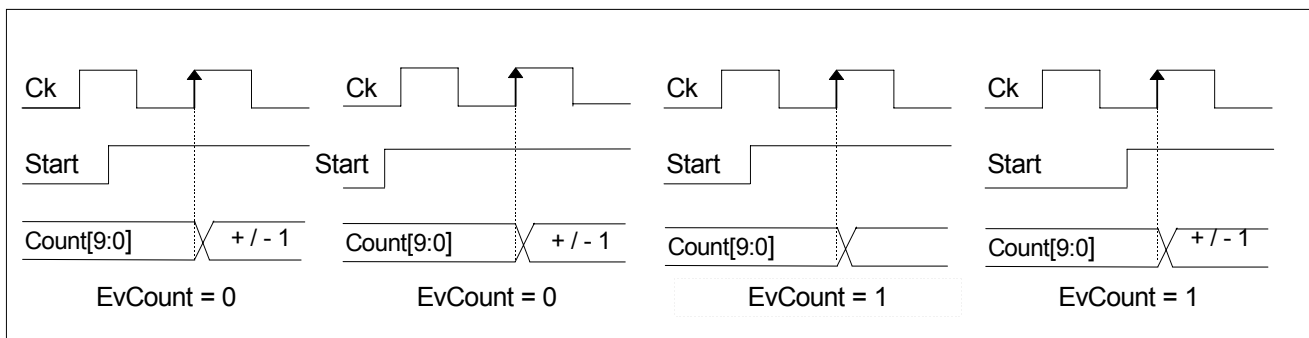 Ck
Start
Count[9:0] + / - 1
EvCount = 0
Ck
Start
Count[9:0] + / - 1
EvCount = 0
Ck
Start
Count[9:0]
EvCount = 1
Ck
Start
Count[9:0] + / - 1
EvCount = 1